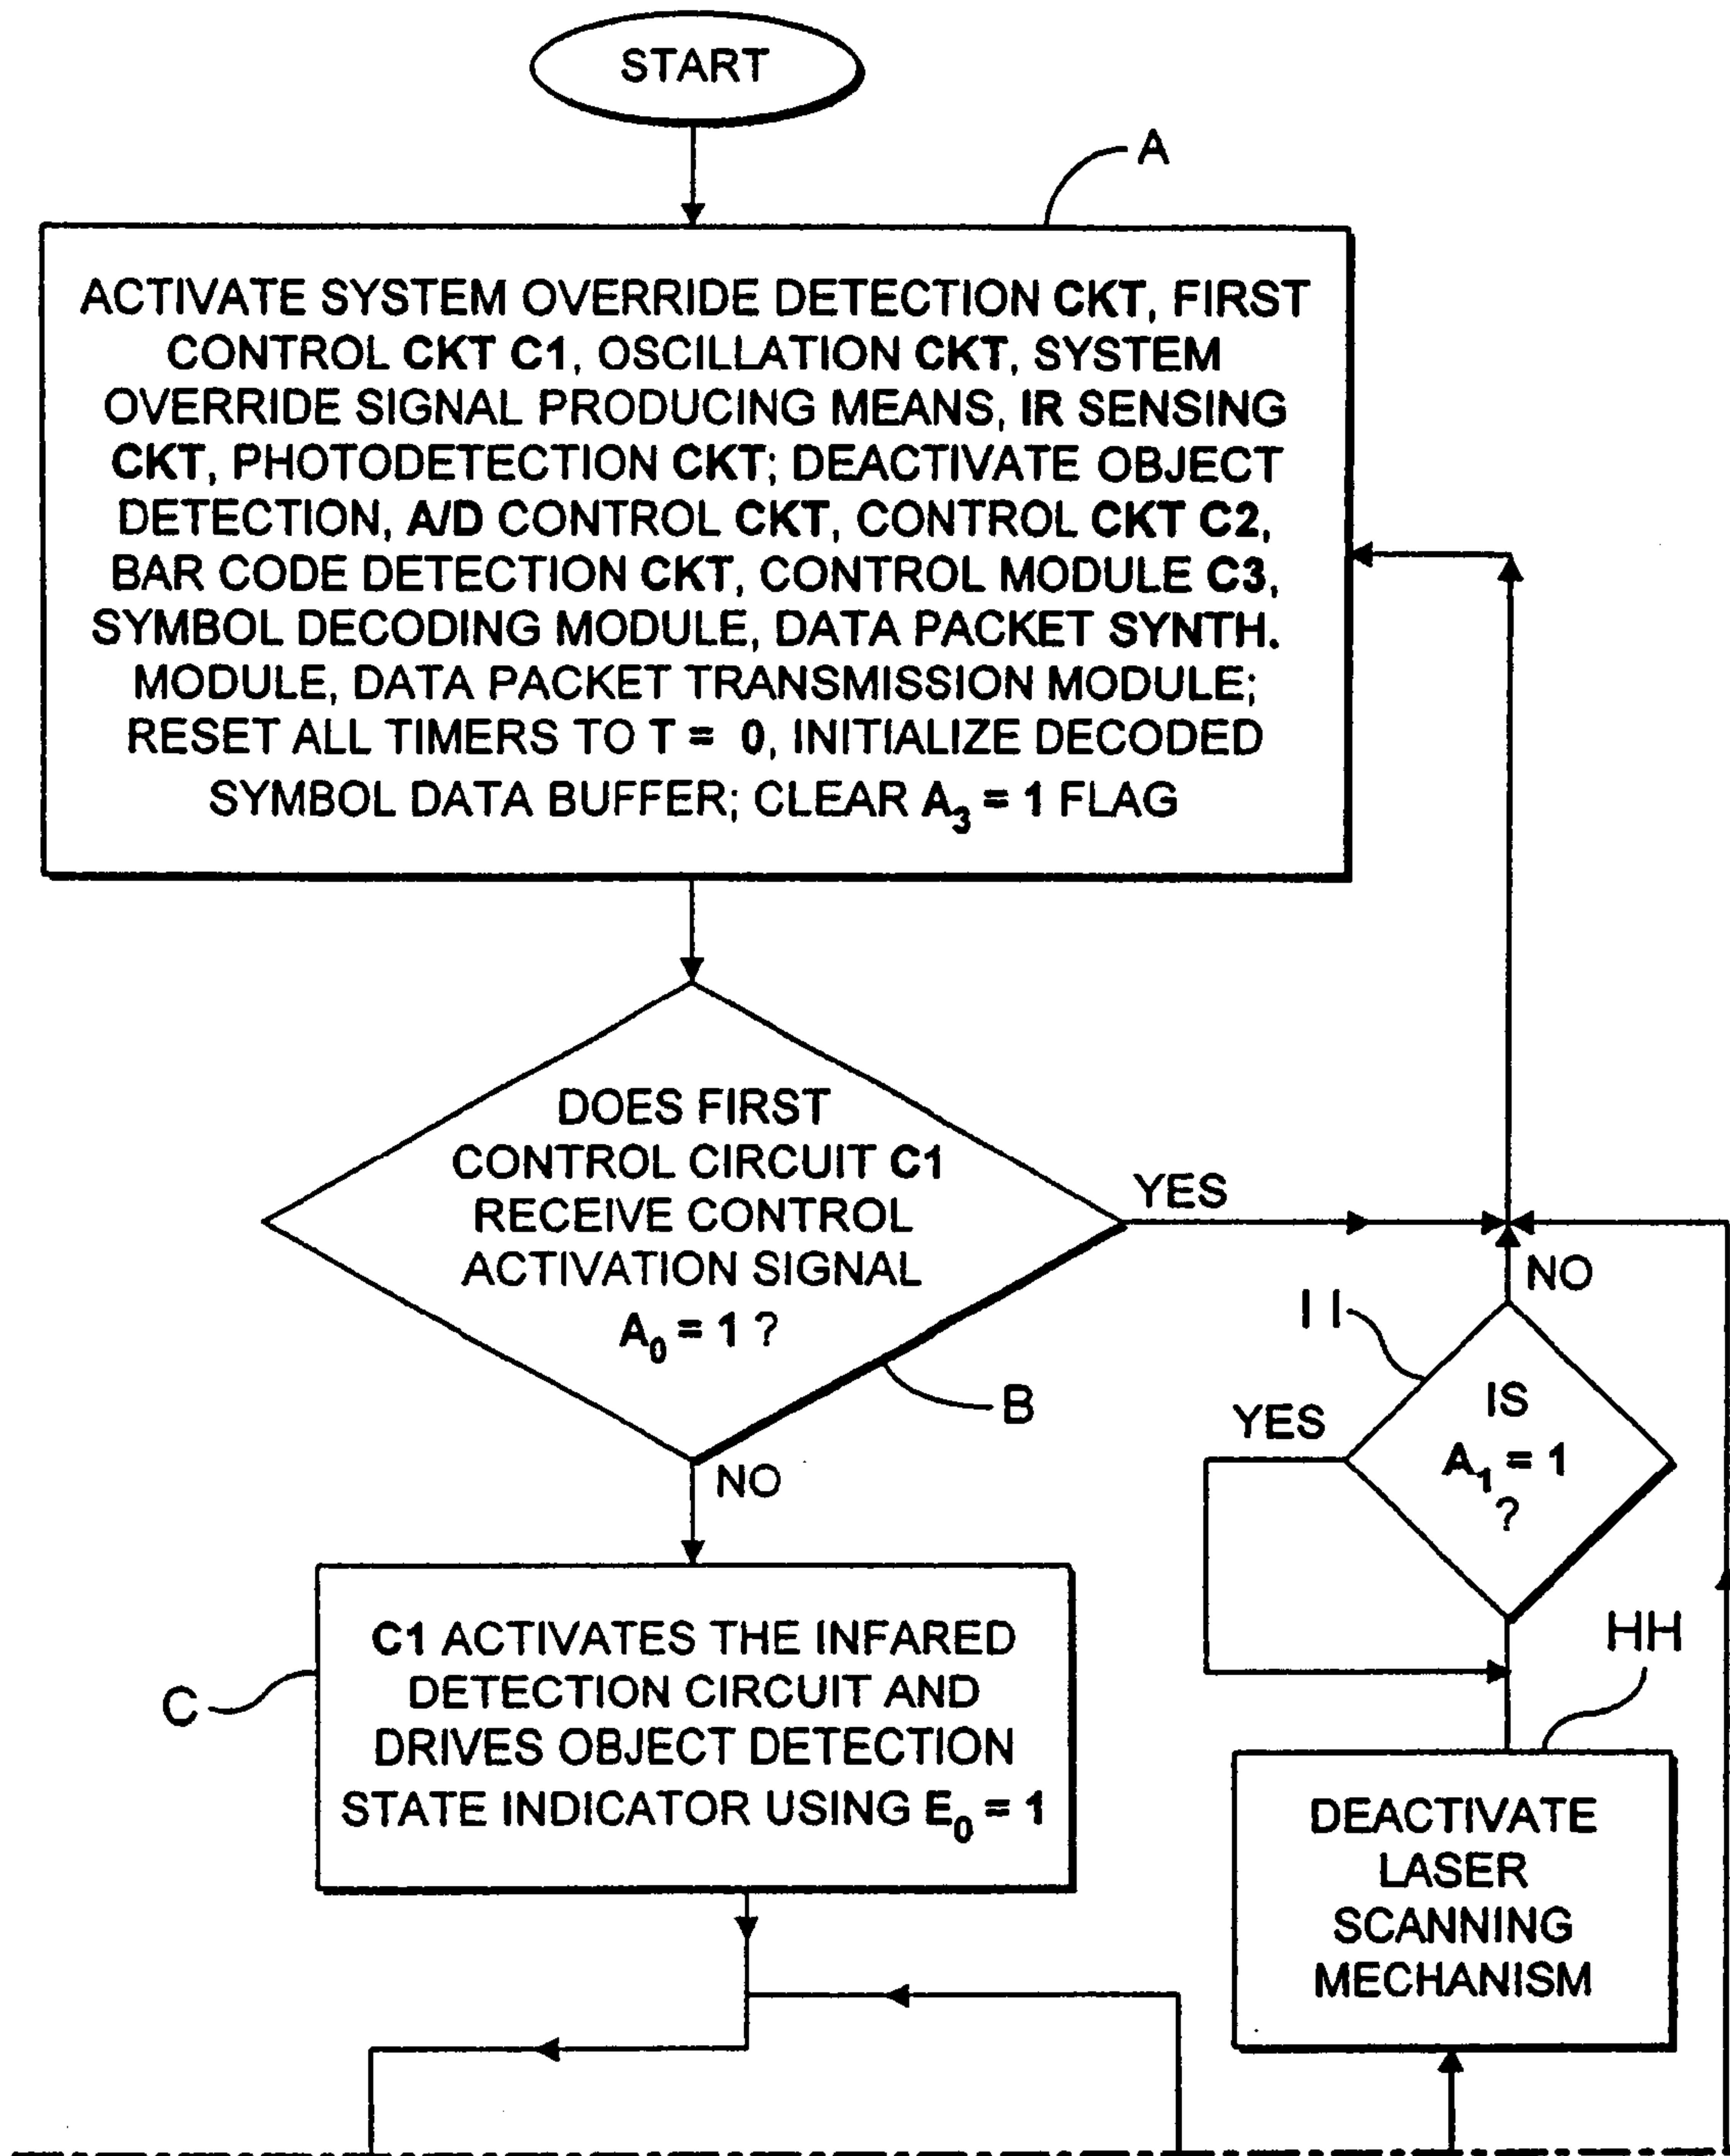 START
A
ACTIVATE SYSTEM OVERRIDE DETECTION CKT, FIRST
CONTROL CKT C1, OSCILLATION CKT, SYSTEM
OVERRIDE SIGNAL PRODUCING MEANS, IR SENSING
CKT, PHOTODETECTION CKT; DEACTIVATE OBJECT
DETECTION, A/D CONTROL CKT, CONTROL CKT C2,
BAR CODE DETECTION CKT, CONTROL MODULE C3,
SYMBOL DECODING MODULE, DATA PACKET SYNTH.
MODULE, DATA PACKET TRANSMISSION MODULE;
RESET ALL TIMERS TO T = 0, INITIALIZE DECODED
SYMBOL DATA BUFFER; CLEAR A₃ = 1 FLAG
DOES FIRST
CONTROL CIRCUIT C1
RECEIVE CONTROL
ACTIVATION SIGNAL
A₀ = 1 ?
YES
B
NO
NO
II
IS
A₁ = 1
?
YES
C1 ACTIVATES THE INFARED
DETECTION CIRCUIT AND
DRIVES OBJECT DETECTION
STATE INDICATOR USING E₀ = 1
C
HH
DEACTIVATE
LASER
SCANNING
MECHANISM